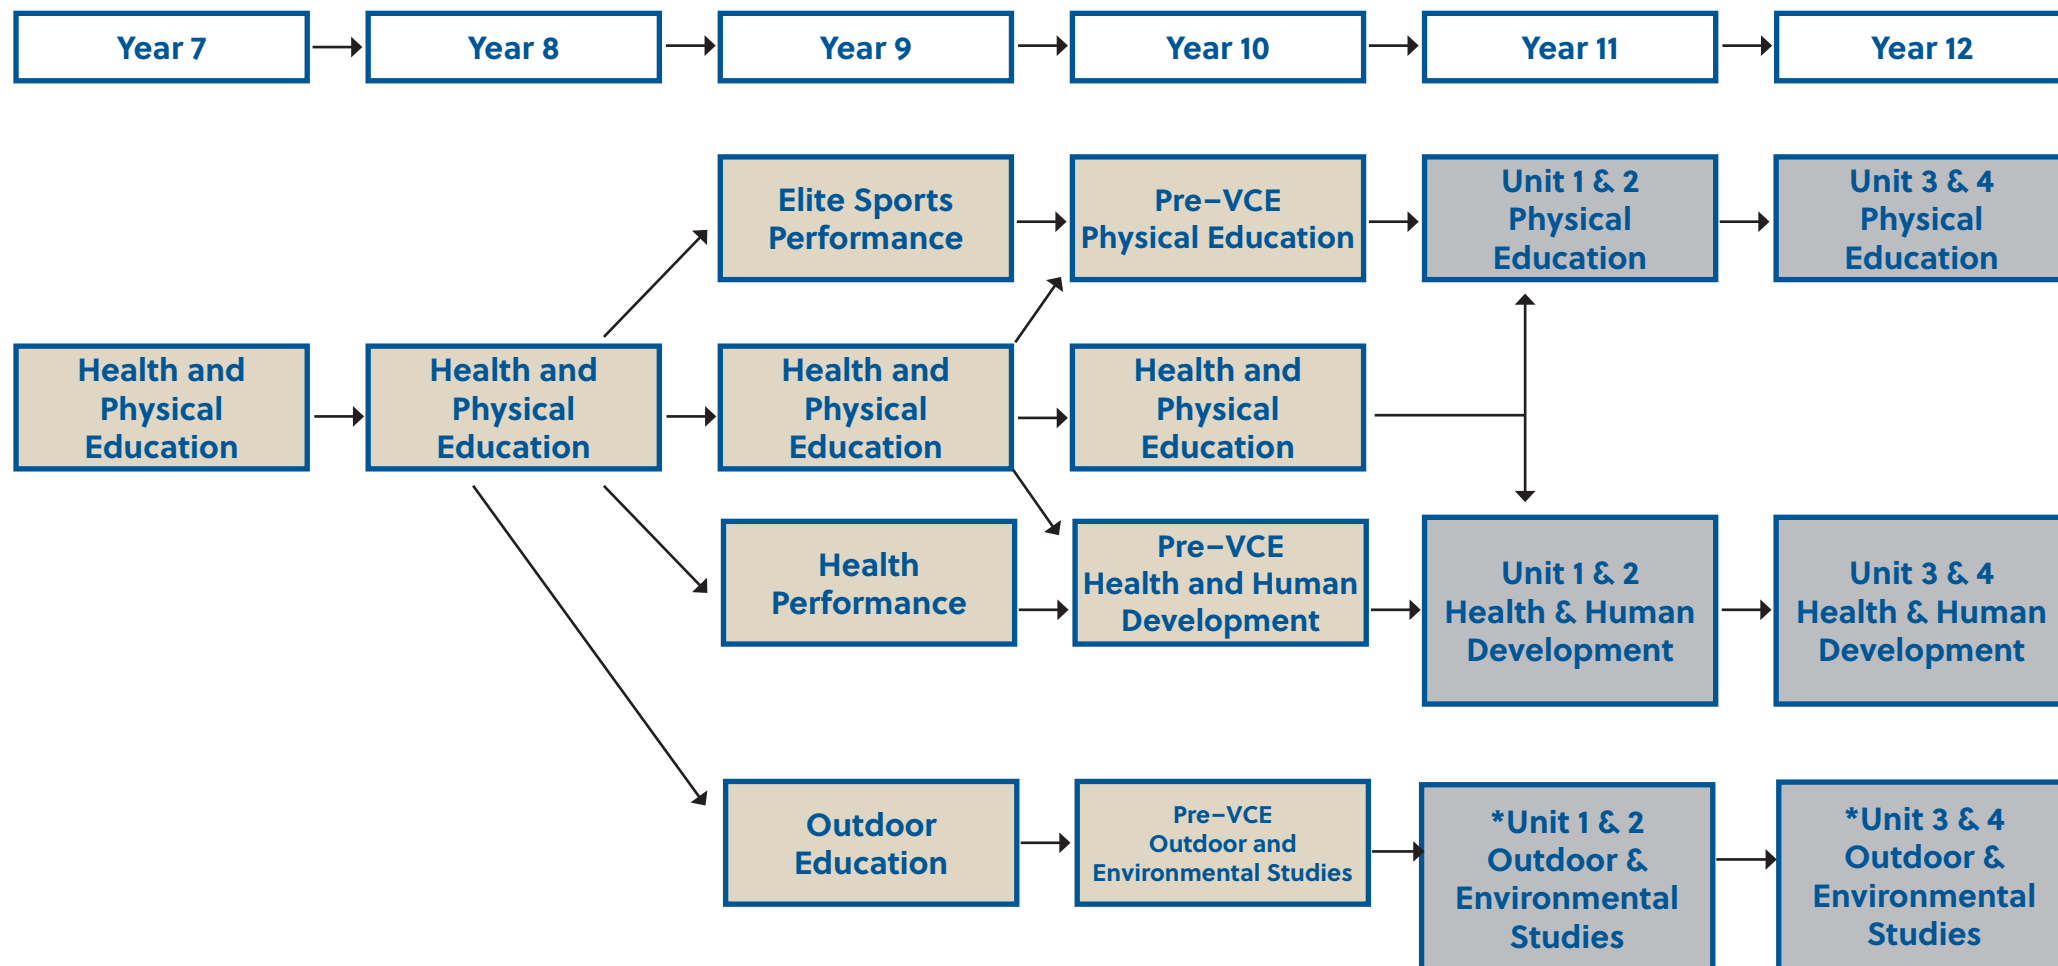 Year 7
Year 8
Year 9
Year 10
Year 11
Year 12
Elite Sports
Performance
Pre–VCE
Physical Education
Unit 1 & 2
Physical
Education
Unit 3 & 4
Physical
Education
Health and
Physical
Education
Health and
Physical
Education
Health and
Physical
Education
Health and
Physical
Education
Health
Performance
Pre–VCE
Health and Human
Development
Unit 1 & 2
Health & Human
Development
Unit 3 & 4
Health & Human
Development
Outdoor
Education
Pre–VCE
Outdoor and
Environmental Studies
*Unit 1 & 2
Outdoor &
Environmental
Studies
*Unit 3 & 4
Outdoor &
Environmental
Studies